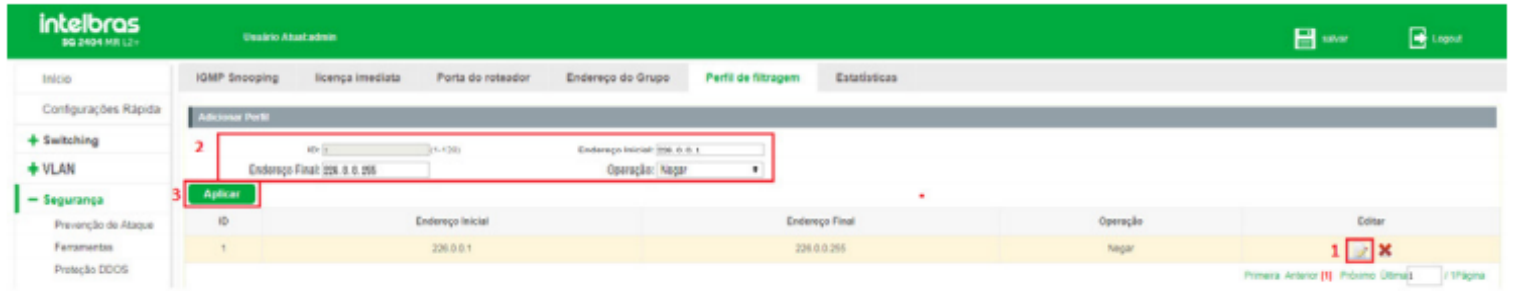 intelbras
SG 2404 MR L2+
Usuário Atual:admin
salvar
Logout
Início
Configurações Rápida
+ Switching
+ VLAN
− Segurança
Prevenção de Ataque
Ferramentas
Proteção DDOS
IGMP Snooping licença imediata Porta do roteador Endereço do Grupo Perfil de filtragem Estatísticas
Adicionar Perfil
2
ID: 1 (1-128) Endereço Inicial: 226.0.0.1
Endereço Final: 226.0.0.255 Operação: Negar
3 Aplicar
ID Endereço Inicial Endereço Final Operação Editar
1 226.0.0.1 226.0.0.255 Negar 1
Primeira Anterior [1] Próximo Última 1 / 1Página